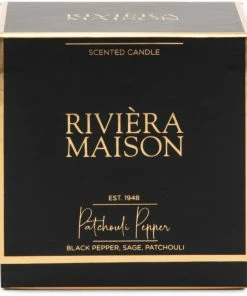 SCENTED CANDLE
RIVIÈRA
MAISON
EST. 1948
Patchouli Pepper
BLACK PEPPER, SAGE, PATCHOULI